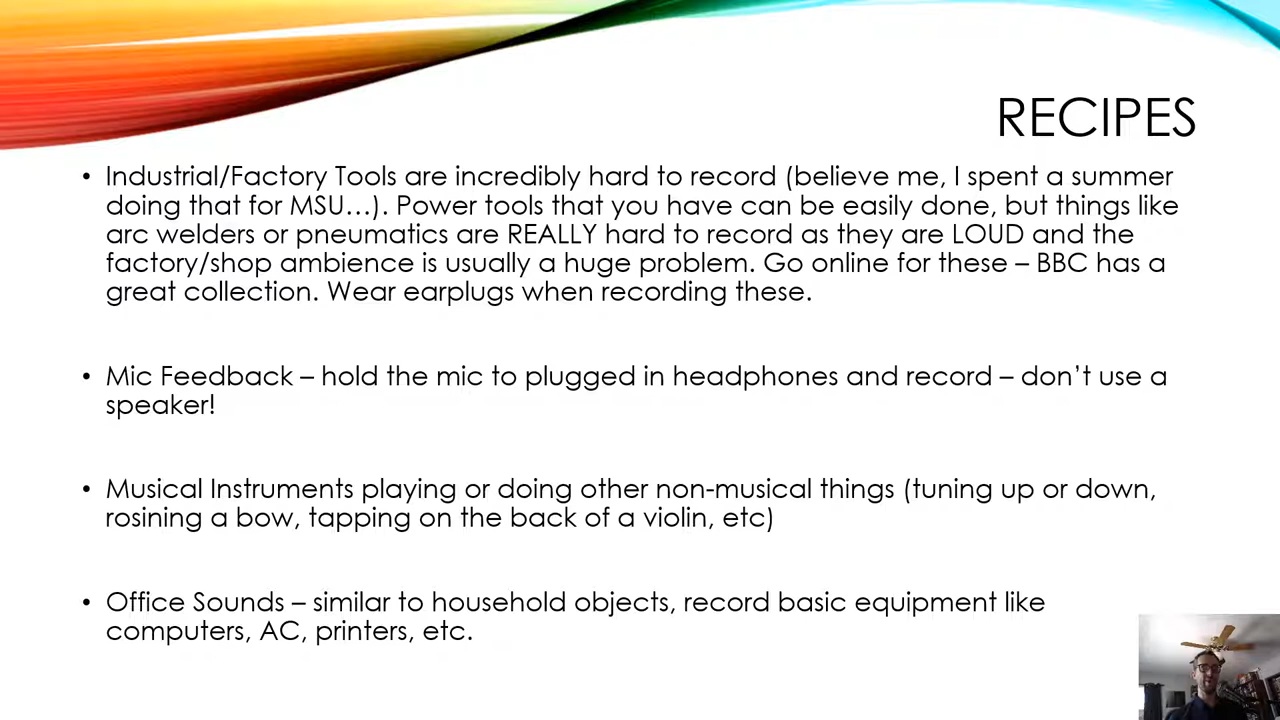 RECIPES
• Industrial/Factory Tools are incredibly hard to record (believe me, I spent a summer
doing that for MSU…). Power tools that you have can be easily done, but things like
arc welders or pneumatics are REALLY hard to record as they are LOUD and the
factory/shop ambience is usually a huge problem. Go online for these – BBC has a
great collection. Wear earplugs when recording these.
• Mic Feedback – hold the mic to plugged in headphones and record – don’t use a
speaker!
• Musical Instruments playing or doing other non-musical things (tuning up or down,
rosining a bow, tapping on the back of a violin, etc)
• Office Sounds – similar to household objects, record basic equipment like
computers, AC, printers, etc.